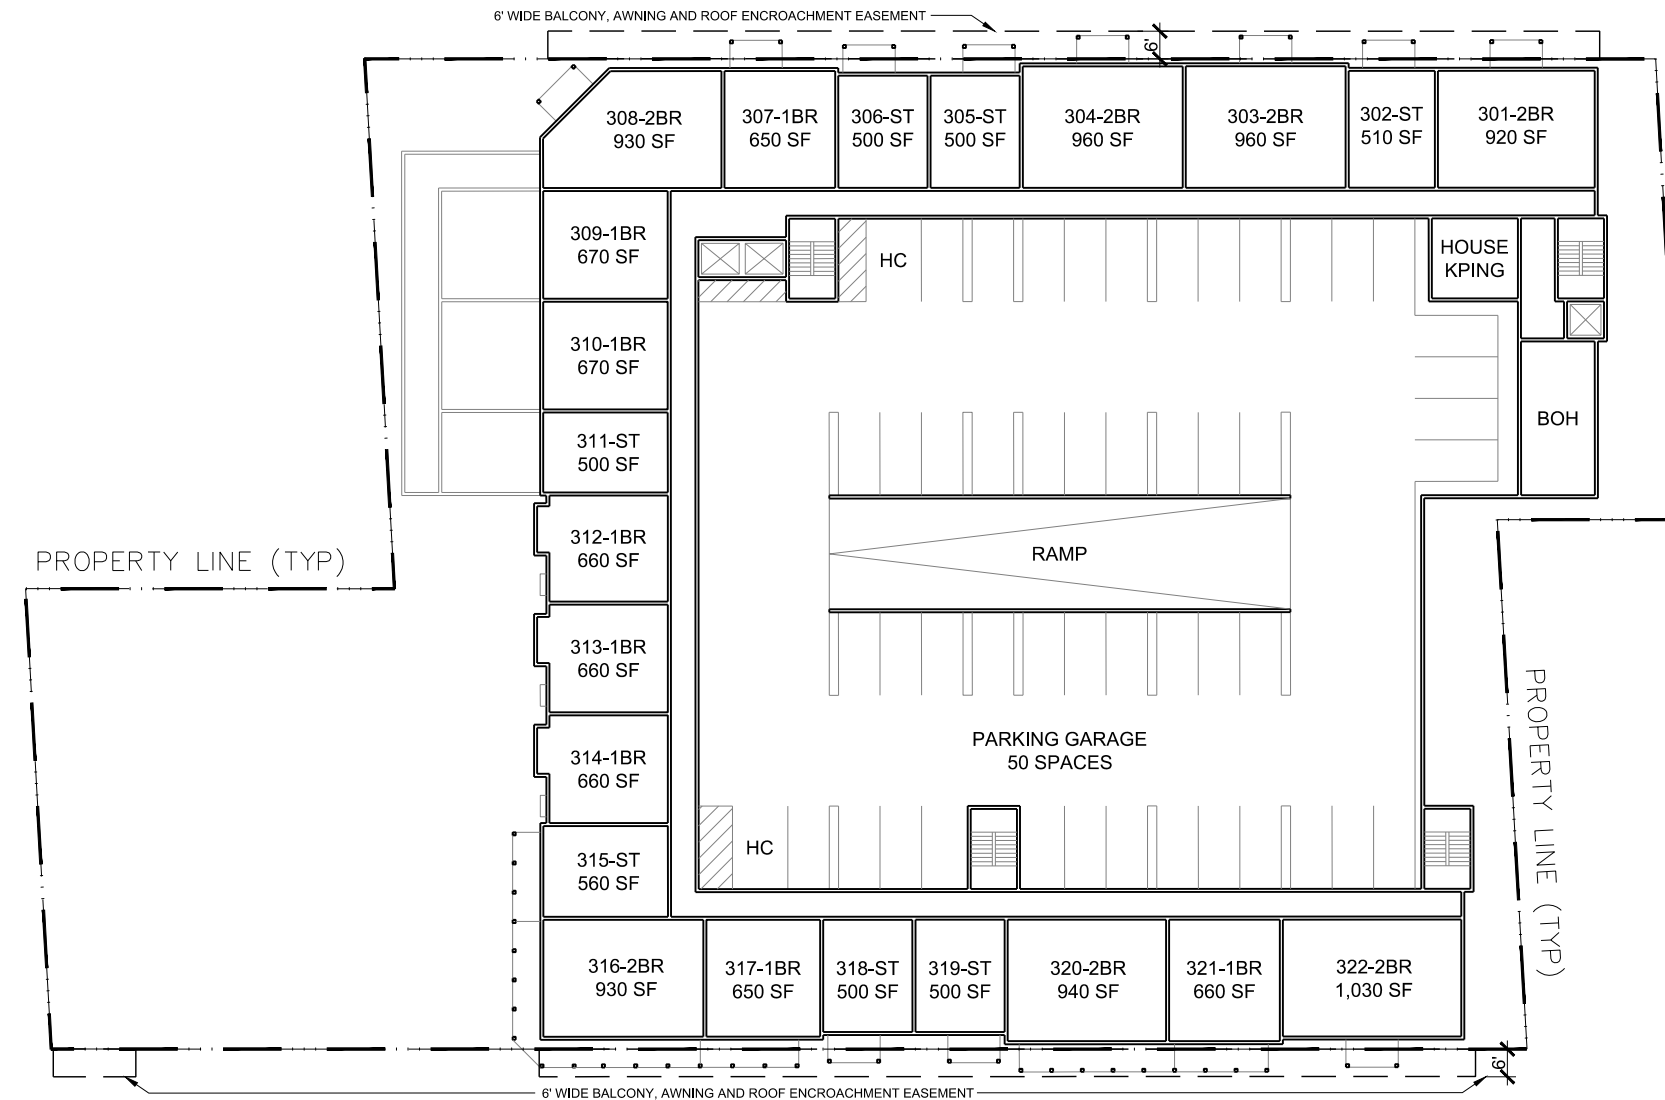 6' WIDE BALCONY, AWNING AND ROOF ENCROACHMENT EASEMENT
6'
308-2BR
930 SF
307-1BR
650 SF
306-ST
500 SF
305-ST
500 SF
304-2BR
960 SF
303-2BR
960 SF
302-ST
510 SF
301-2BR
920 SF
309-1BR
670 SF
HC
HOUSE
KPING
310-1BR
670 SF
311-ST
500 SF
BOH
312-1BR
660 SF
RAMP
PROPERTY LINE (TYP)
313-1BR
660 SF
PROPERTY LINE (TYP)
314-1BR
660 SF
PARKING GARAGE
50 SPACES
315-ST
560 SF
HC
316-2BR
930 SF
317-1BR
650 SF
318-ST
500 SF
319-ST
500 SF
320-2BR
940 SF
321-1BR
660 SF
322-2BR
1,030 SF
6'
6' WIDE BALCONY, AWNING AND ROOF ENCROACHMENT EASEMENT